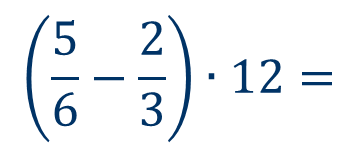 (5/6 − 2/3) · 12 =